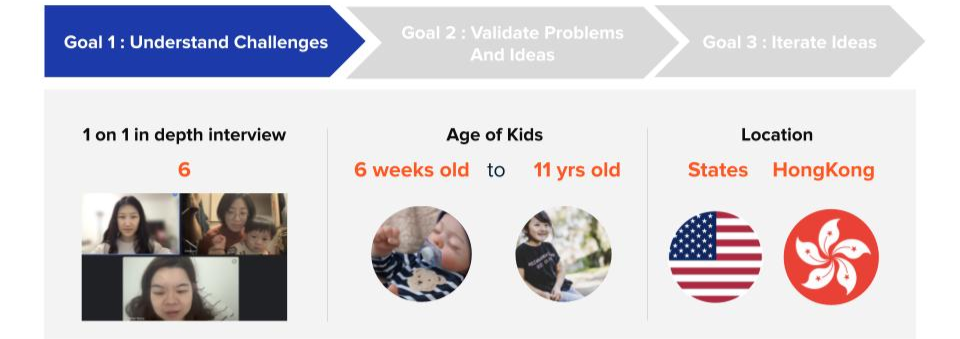 Goal 1 : Understand Challenges
Goal 2 : Validate Problems
And Ideas
Goal 3 : Iterate Ideas
1 on 1 in depth interview
6
Age of Kids
6 weeks old to 11 yrs old
Location
States HongKong